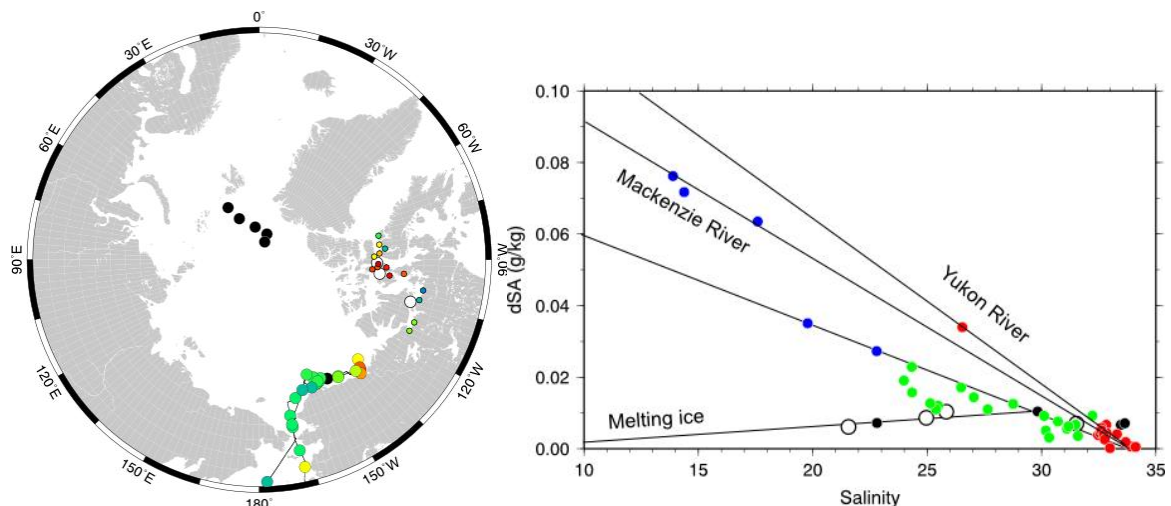 0°
30°W
60°W
90°W
120°W
150°W
180°
150°E
120°E
90°E
60°E
30°E
0.10
0.08
0.06
0.04
0.02
0.00
dSA (g/kg)
Mackenzie River
Yukon River
Melting ice
10 15 20 25 30 35
Salinity